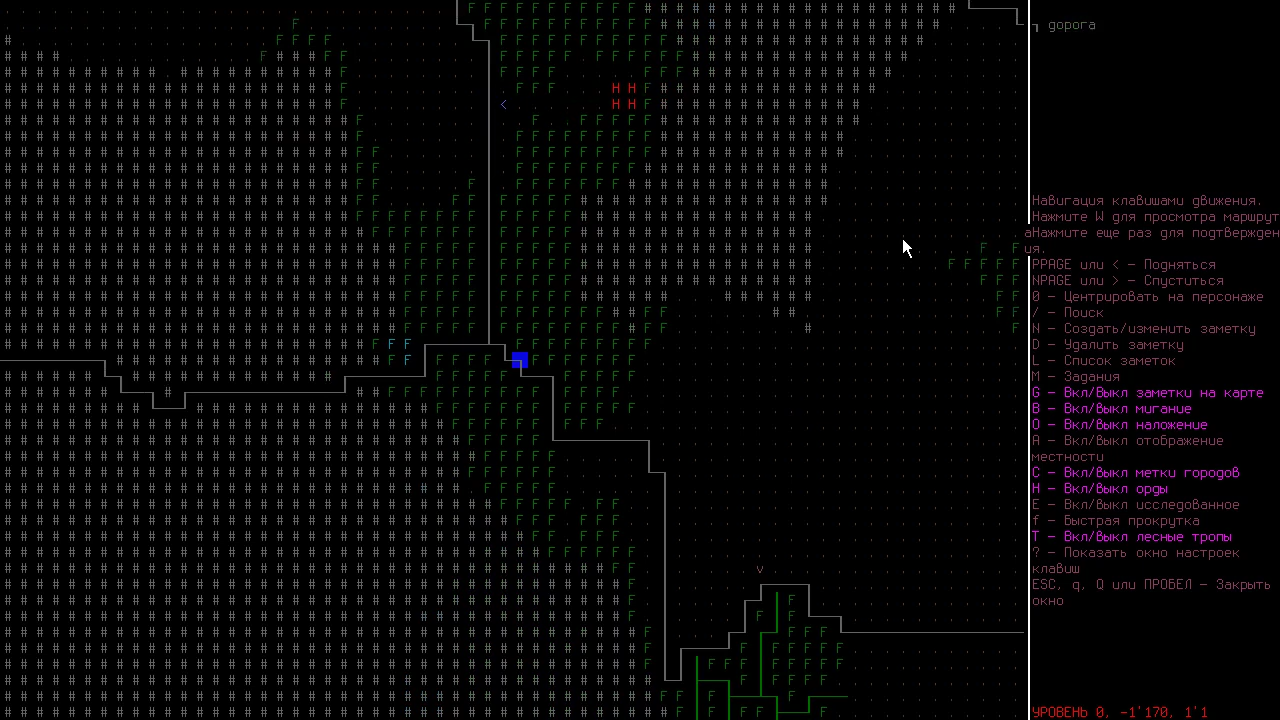 дорога
Навигация клавишами движения.
Нажмите W для просмотра маршрут
аНажмите еще раз для подтвержден
ия.
PPAGE или < – Подняться
NPAGE или > – Спуститься
0 – Центрировать на персонаже
/ – Поиск
N – Создать/изменить заметку
D – Удалить заметку
L – Список заметок
M – Задания
G – Вкл/Выкл заметки на карте
B – Вкл/Выкл мигание
O – Вкл/выкл наложение
A – Вкл/Выкл отображение
местности
C – Вкл/Выкл метки городов
H – Вкл/Выкл орды
E – Вкл/Выкл исследованное
f – Быстрая прокрутка
T – Вкл/Выкл лесные тропы
? – Показать окно настроек
клавиш
ESC, q, Q или ПРОБЕЛ – Закрыть
окно
УРОВЕНЬ 0, -1'170, 1'1